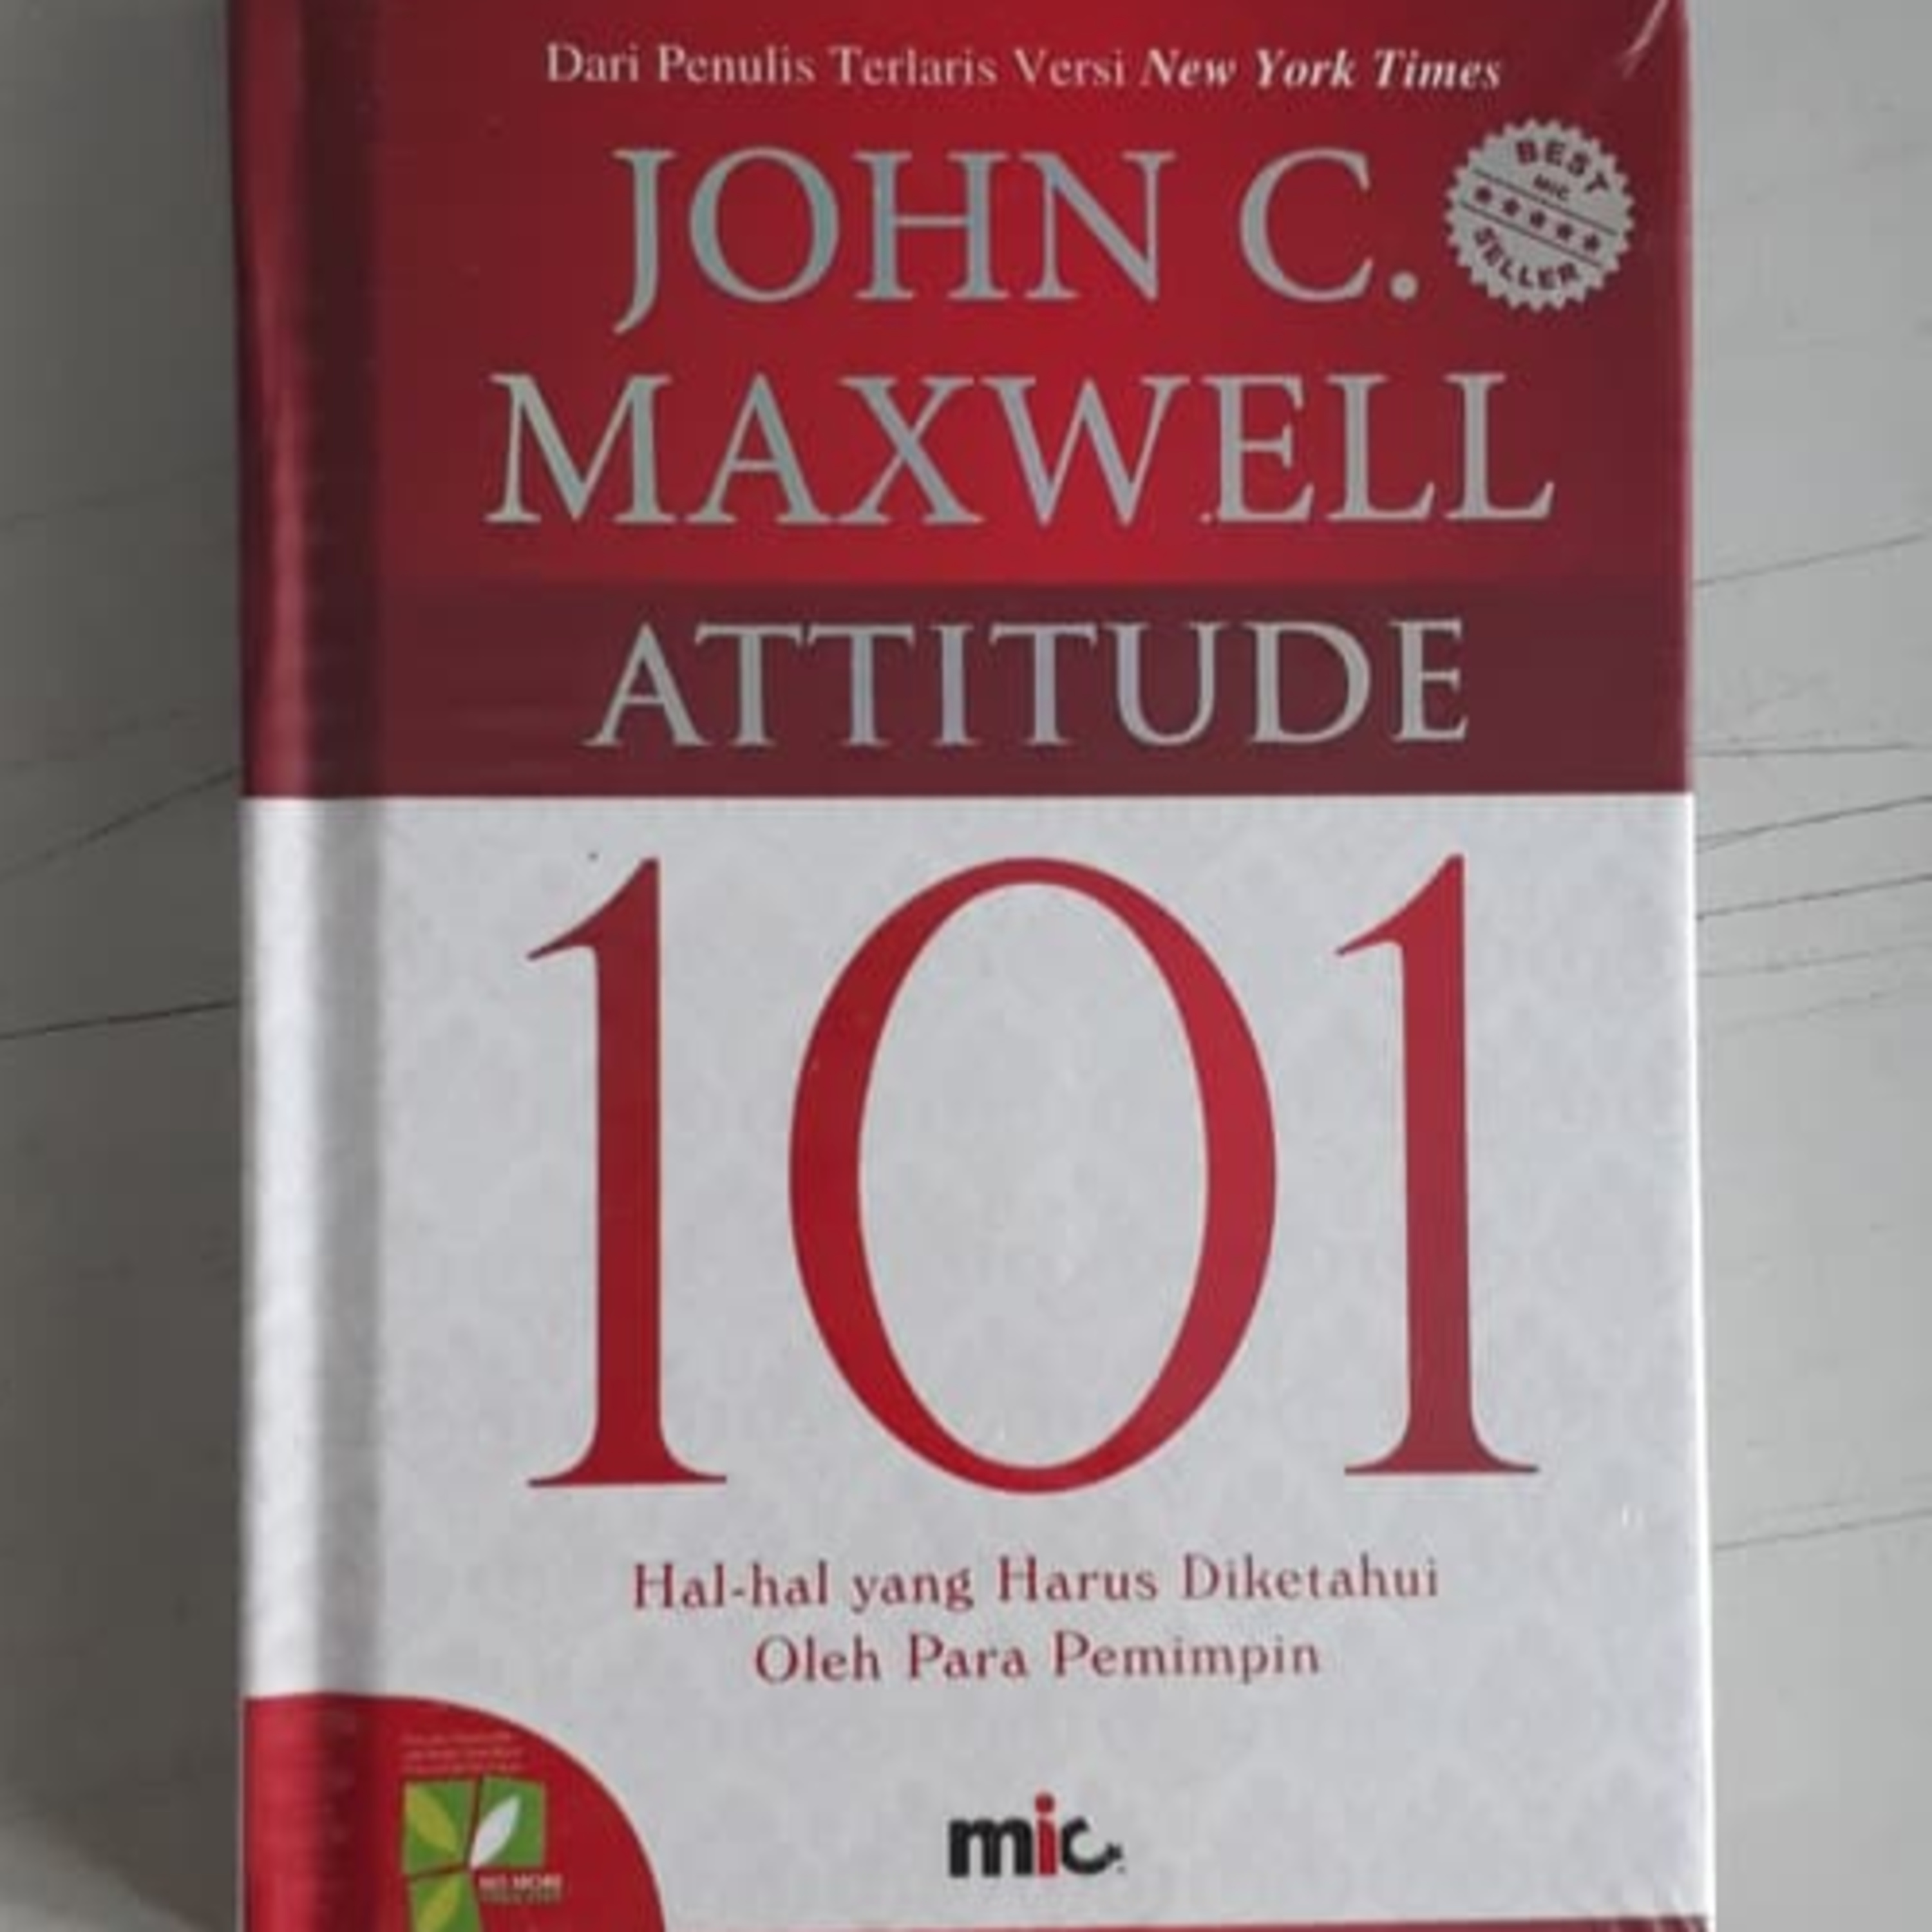 Dari Penulis Terlaris Versi New York Times
JOHN C.
BEST
MIC
SELLER
MAXWELL
ATTITUDE
101
Hal-hal yang Harus Diketahui
Oleh Para Pemimpin
mic